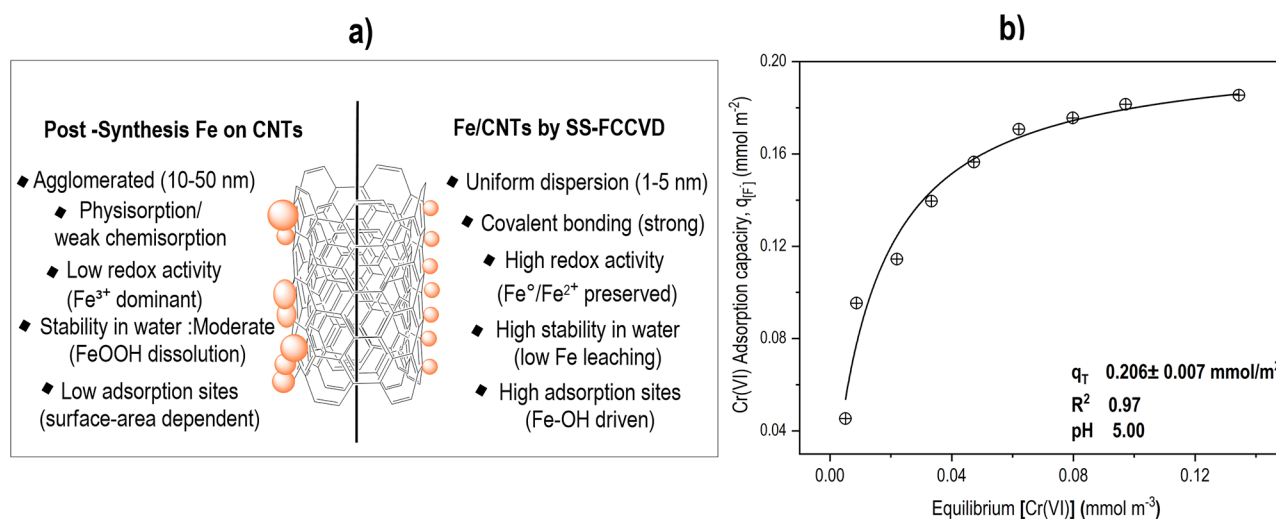 a)
Post -Synthesis Fe on CNTs
◆ Agglomerated (10-50 nm)
◆ Physisorption/
weak chemisorption
◆ Low redox activity
(Fe³⁺ dominant)
◆ Stability in water :Moderate
(FeOOH dissolution)
◆ Low adsorption sites
(surface-area dependent)
Fe/CNTs by SS-FCCVD
◆ Uniform dispersion (1-5 nm)
◆ Covalent bonding (strong)
◆ High redox activity
(Fe°/Fe²⁺ preserved)
◆ High stability in water
(low Fe leaching)
◆ High adsorption sites
(Fe-OH driven)
b)
Cr(VI) Adsorption capaciry, q[F] (mmol m⁻²)
0.20
0.16
0.12
0.08
0.04
qT 0.206± 0.007 mmol/m²
R² 0.97
pH 5.00
0.00 0.04 0.08 0.12
Equilibrium [Cr(VI)] (mmol m⁻³)